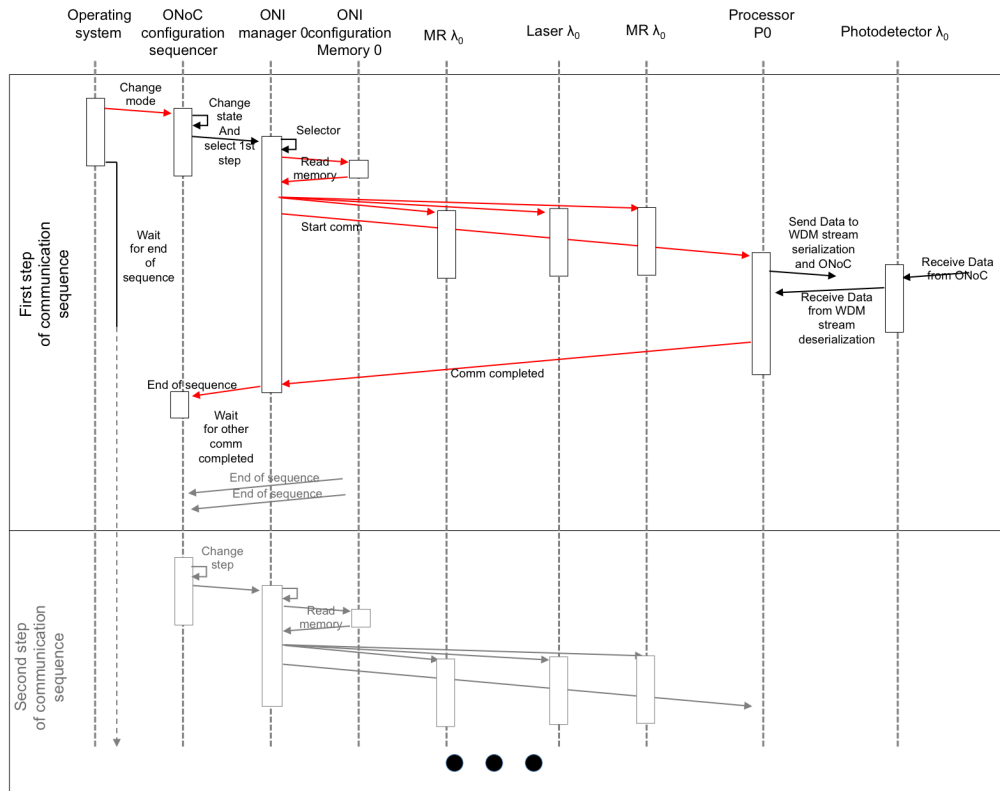 Operating
system
ONoC
configuration
sequencer
ONI
manager 0
ONI
configuration
Memory 0
MR λ0
Laser λ0
MR λ0
Processor
P0
Photodetector λ0
First step
of communication
sequence
Change
mode
Change
state
And
select 1st
step
Selector
Read
memory
Start comm
Wait
for end
of
sequence
Send Data to
WDM stream
serialization
and ONoC
Receive Data
from ONoC
Receive Data
from WDM
stream
deserialization
Comm completed
End of sequence
Wait
for other
comm
completed
End of sequence
End of sequence
Second step
of communication
sequence
Change
step
Read
memory